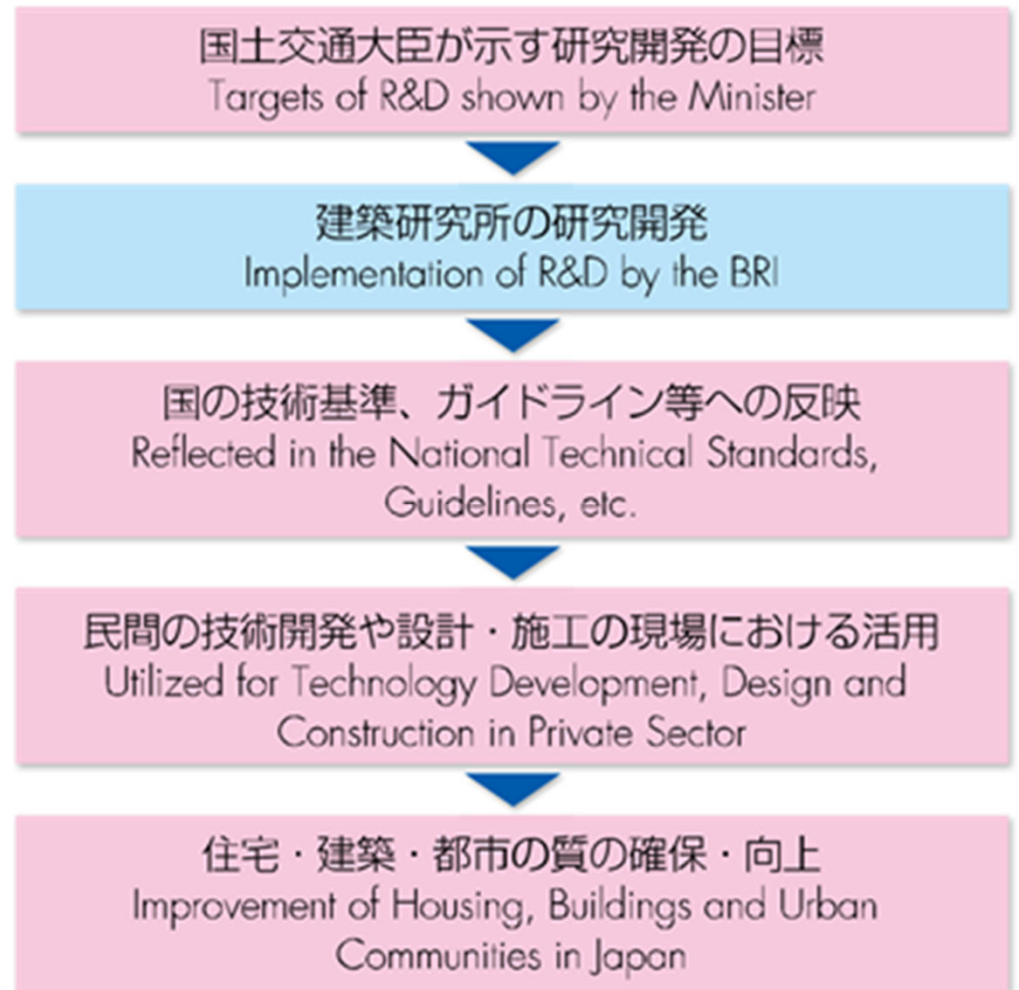 国土交通大臣が示す研究開発の目標
Targets of R&D shown by the Minister
建築研究所の研究開発
Implementation of R&D by the BRI
国の技術基準、ガイドライン等への反映
Reflected in the National Technical Standards,
Guidelines, etc.
民間の技術開発や設計・施工の現場における活用
Utilized for Technology Development, Design and
Construction in Private Sector
住宅・建築・都市の質の確保・向上
Improvement of Housing, Buildings and Urban
Communities in Japan